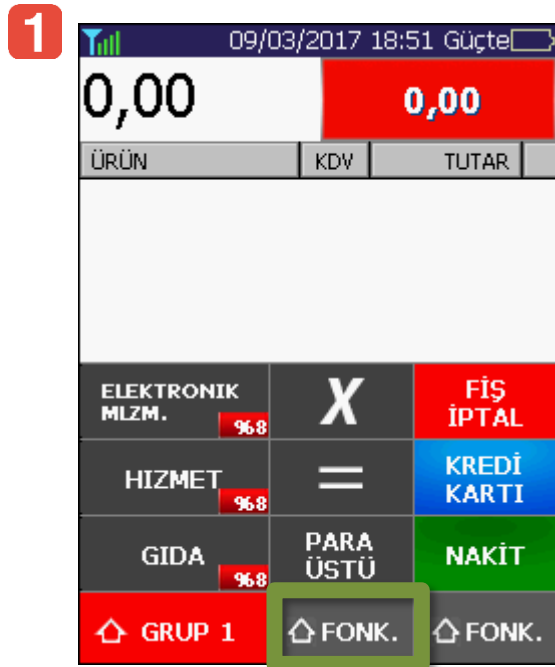 1
09/03/2017 18:51 Güçte
0,00
0,00
ÜRÜN KDV TUTAR
ELEKTRONIK
MLZM.
%8
X
FİŞ
İPTAL
HIZMET
%8
=
KREDİ
KARTI
GIDA
%8
PARA
ÜSTÜ
NAKİT
GRUP 1
FONK.
FONK.